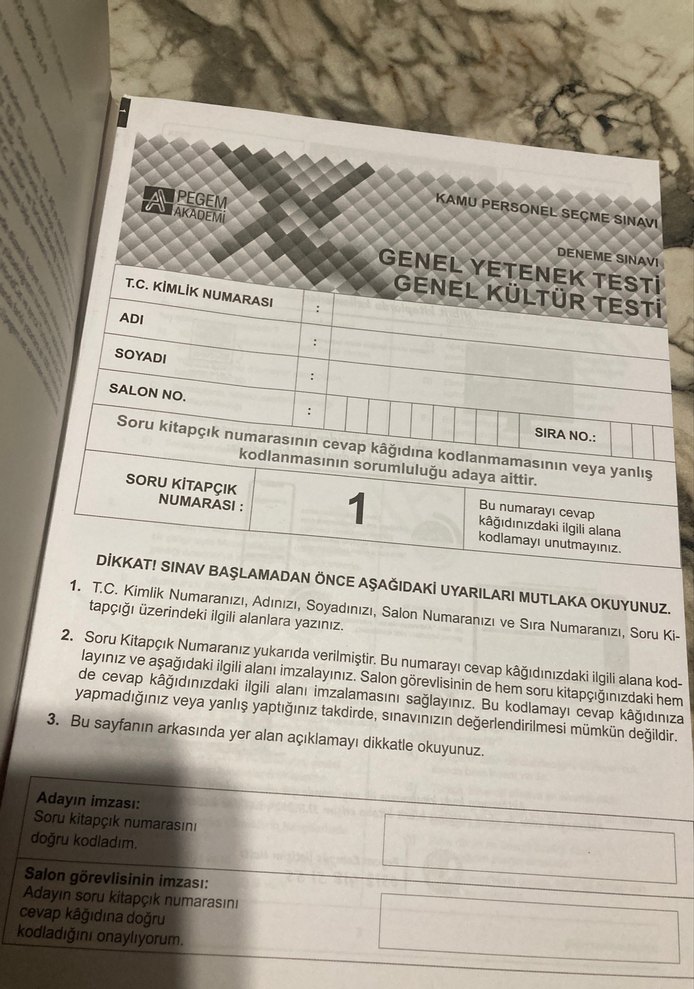 PEGEM
AKADEMİ
KAMU PERSONEL SEÇME SINAVI
DENEME SINAVI
GENEL YETENEK TESTİ
GENEL KÜLTÜR TESTİ
T.C. KİMLİK NUMARASI :
ADI :
SOYADI :
SALON NO. :
SIRA NO.:
Soru kitapçık numarasının cevap kâğıdına kodlanmamasının veya yanlış
kodlanmasının sorumluluğu adaya aittir.
SORU KİTAPÇIK
NUMARASI :
1
Bu numarayı cevap
kâğıdınızdaki ilgili alana
kodlamayı unutmayınız.
DİKKAT! SINAV BAŞLAMADAN ÖNCE AŞAĞIDAKİ UYARILARI MUTLAKA OKUYUNUZ.
1. T.C. Kimlik Numaranızı, Adınızı, Soyadınızı, Salon Numaranızı ve Sıra Numaranızı, Soru Ki-
tapçığı üzerindeki ilgili alanlara yazınız.
2. Soru Kitapçık Numaranız yukarıda verilmiştir. Bu numarayı cevap kâğıdınızdaki ilgili alana kod-
layınız ve aşağıdaki ilgili alanı imzalayınız. Salon görevlisinin de hem soru kitapçığınızdaki hem
de cevap kâğıdınızdaki ilgili alanı imzalamasını sağlayınız. Bu kodlamayı cevap kâğıdınıza
yapmadığınız veya yanlış yaptığınız takdirde, sınavınızın değerlendirilmesi mümkün değildir.
3. Bu sayfanın arkasında yer alan açıklamayı dikkatle okuyunuz.
Adayın imzası:
Soru kitapçık numarasını
doğru kodladım.
Salon görevlisinin imzası:
Adayın soru kitapçık numarasını
cevap kâğıdına doğru
kodladığını onaylıyorum.